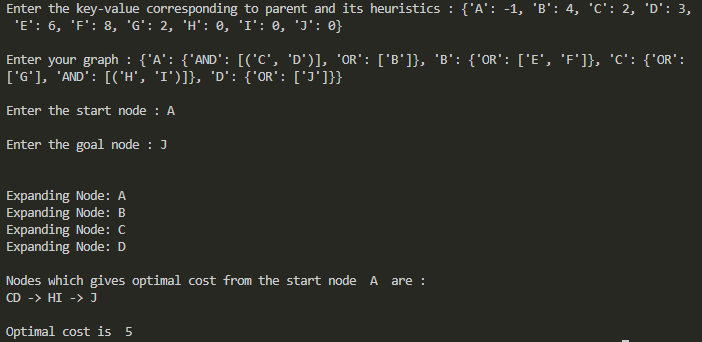 Enter the key-value corresponding to parent and its heuristics : {'A': -1, 'B': 4, 'C': 2, 'D': 3,
'E': 6, 'F': 8, 'G': 2, 'H': 0, 'I': 0, 'J': 0}
Enter your graph : {'A': {'AND': [('C', 'D')], 'OR': ['B']}, 'B': {'OR': ['E', 'F']}, 'C': {'OR':
['G'], 'AND': [('H', 'I')]}, 'D': {'OR': ['J']}}
Enter the start node : A
Enter the goal node : J
Expanding Node: A
Expanding Node: B
Expanding Node: C
Expanding Node: D
Nodes which gives optimal cost from the start node  A  are :
CD -> HI -> J
Optimal cost is  5